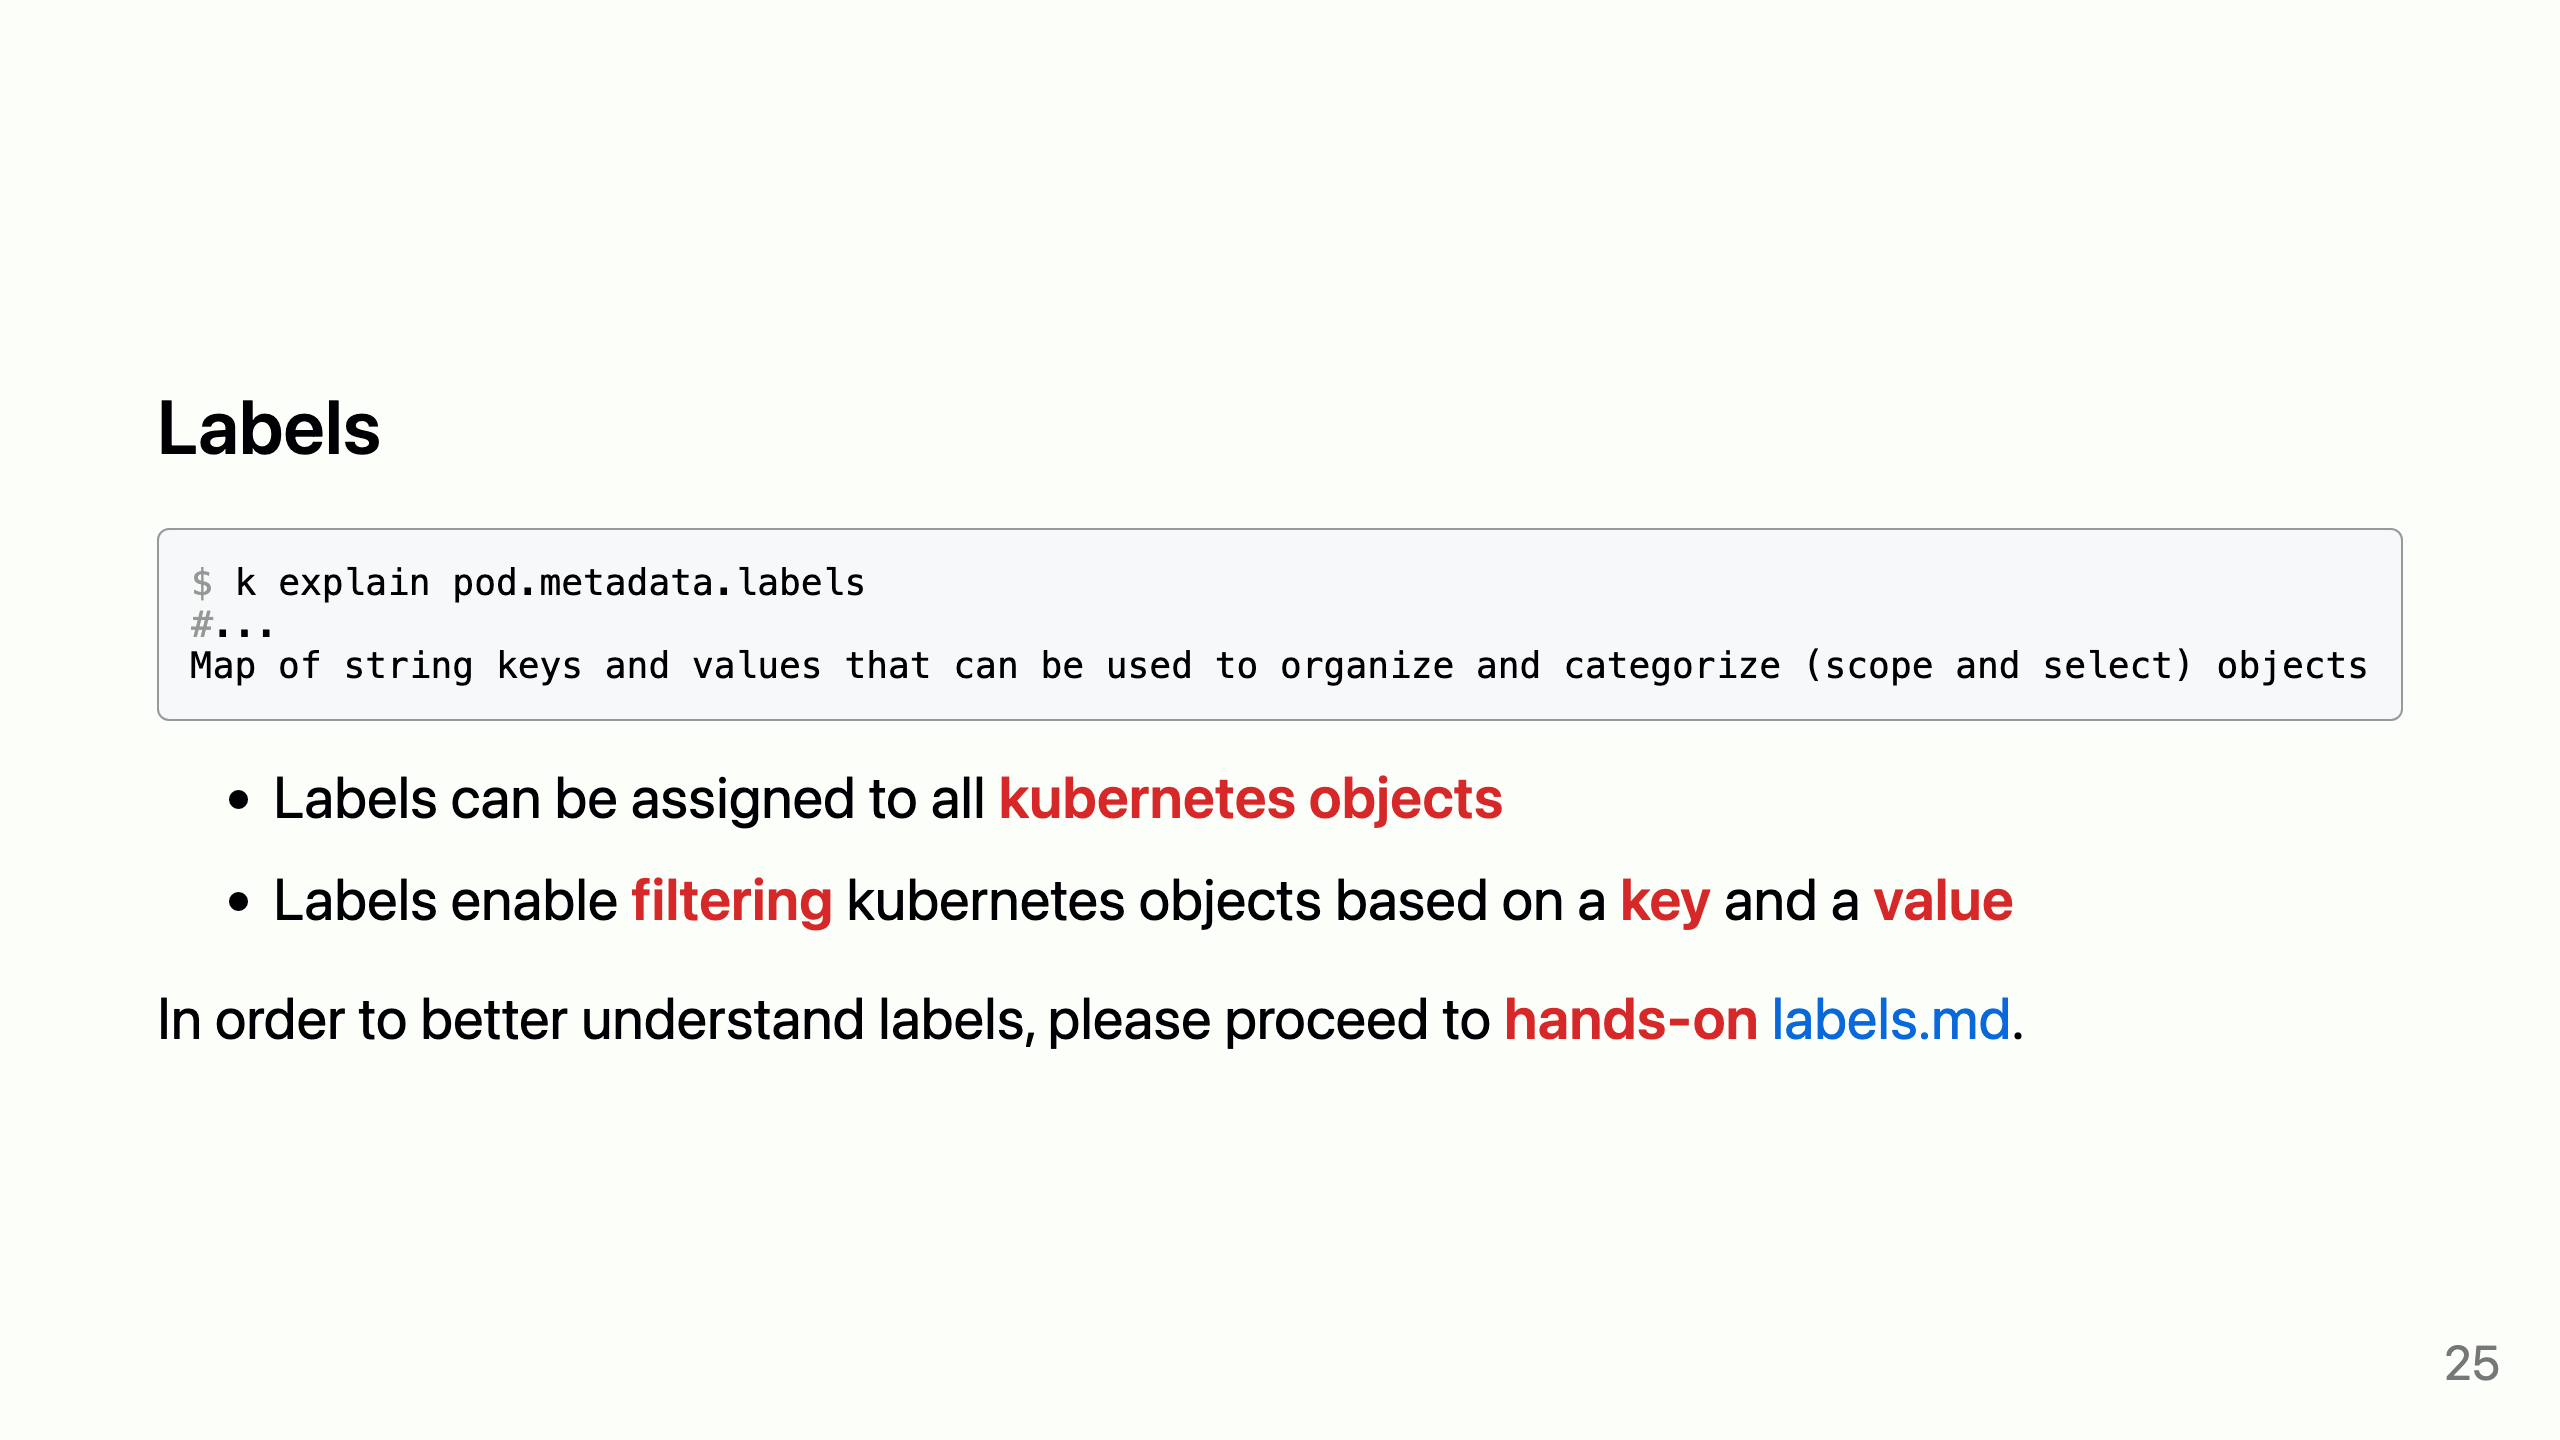 Labels
$ k explain pod.metadata.labels
#...
Map of string keys and values that can be used to organize and categorize (scope and select) objects
• Labels can be assigned to all kubernetes objects
• Labels enable filtering kubernetes objects based on a key and a value
In order to better understand labels, please proceed to hands-on labels.md.
25